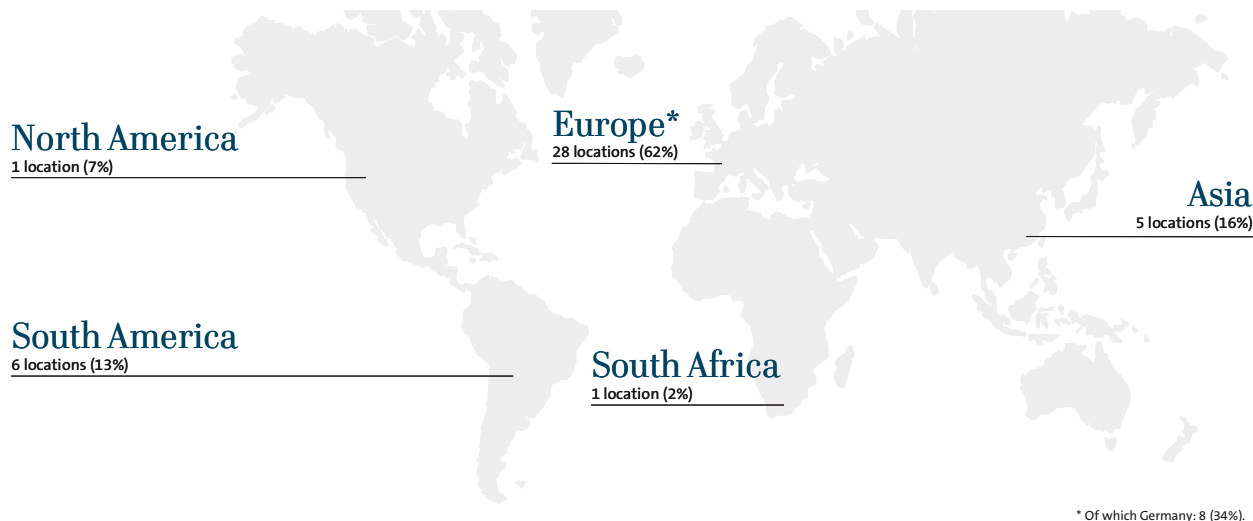 North America
1 location (7%)
Europe*
28 locations (62%)
Asia
5 locations (16%)
South America
6 locations (13%)
South Africa
1 location (2%)
* Of which Germany: 8 (34%).